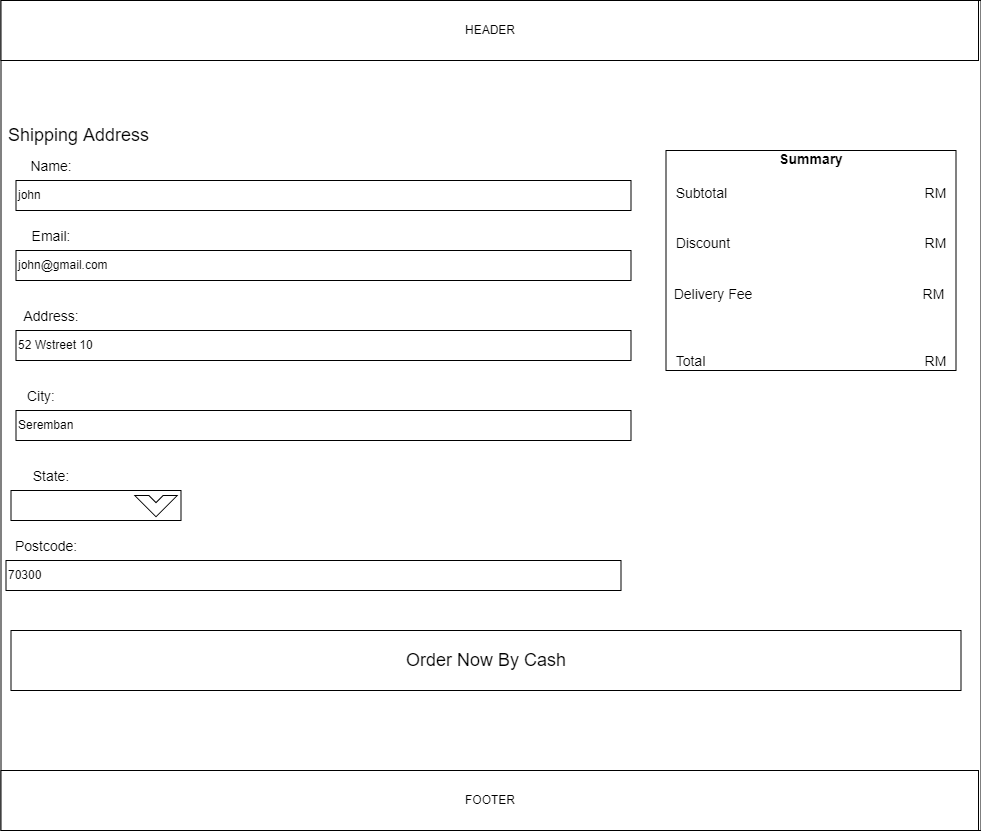 HEADER
Shipping Address
Name:
john
Email:
john@gmail.com
Address:
52 Wstreet 10
City:
Seremban
State:
Postcode:
70300
Summary
Subtotal RM
Discount RM
Delivery Fee RM
Total RM
Order Now By Cash
FOOTER